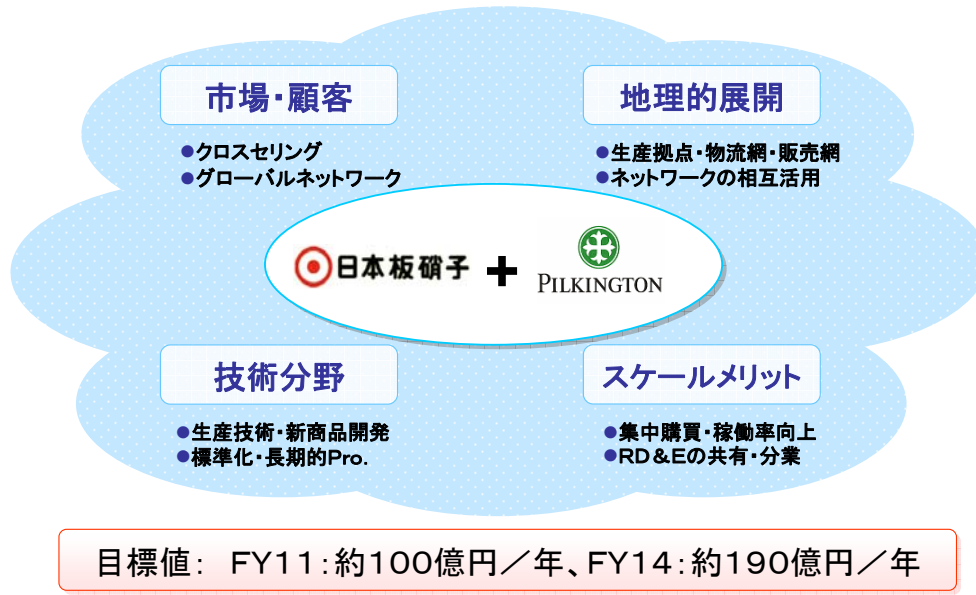 市場・顧客
●クロスセリング
●グローバルネットワーク
地理的展開
●生産拠点・物流網・販売網
●ネットワークの相互活用
日本板硝子
+
PILKINGTON
技術分野
●生産技術・新商品開発
●標準化・長期的Pro.
スケールメリット
●集中購買・稼働率向上
●RD&Eの共有・分業
目標値: FY11:約100億円/年、FY14:約190億円/年